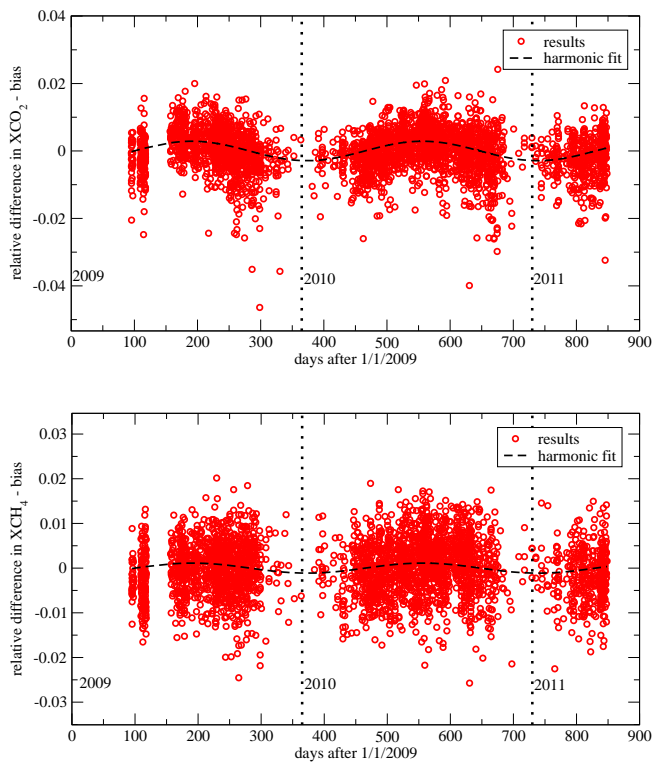 relative difference in XCO₂ - bias
0.04
0.02
0
-0.02
-0.04
results
harmonic fit
2009
2010
2011
0 100 200 300 400 500 600 700 800 900
days after 1/1/2009
relative difference in XCH₄ - bias
0.03
0.02
0.01
0
-0.01
-0.02
-0.03
results
harmonic fit
2009
2010
2011
0 100 200 300 400 500 600 700 800 900
days after 1/1/2009